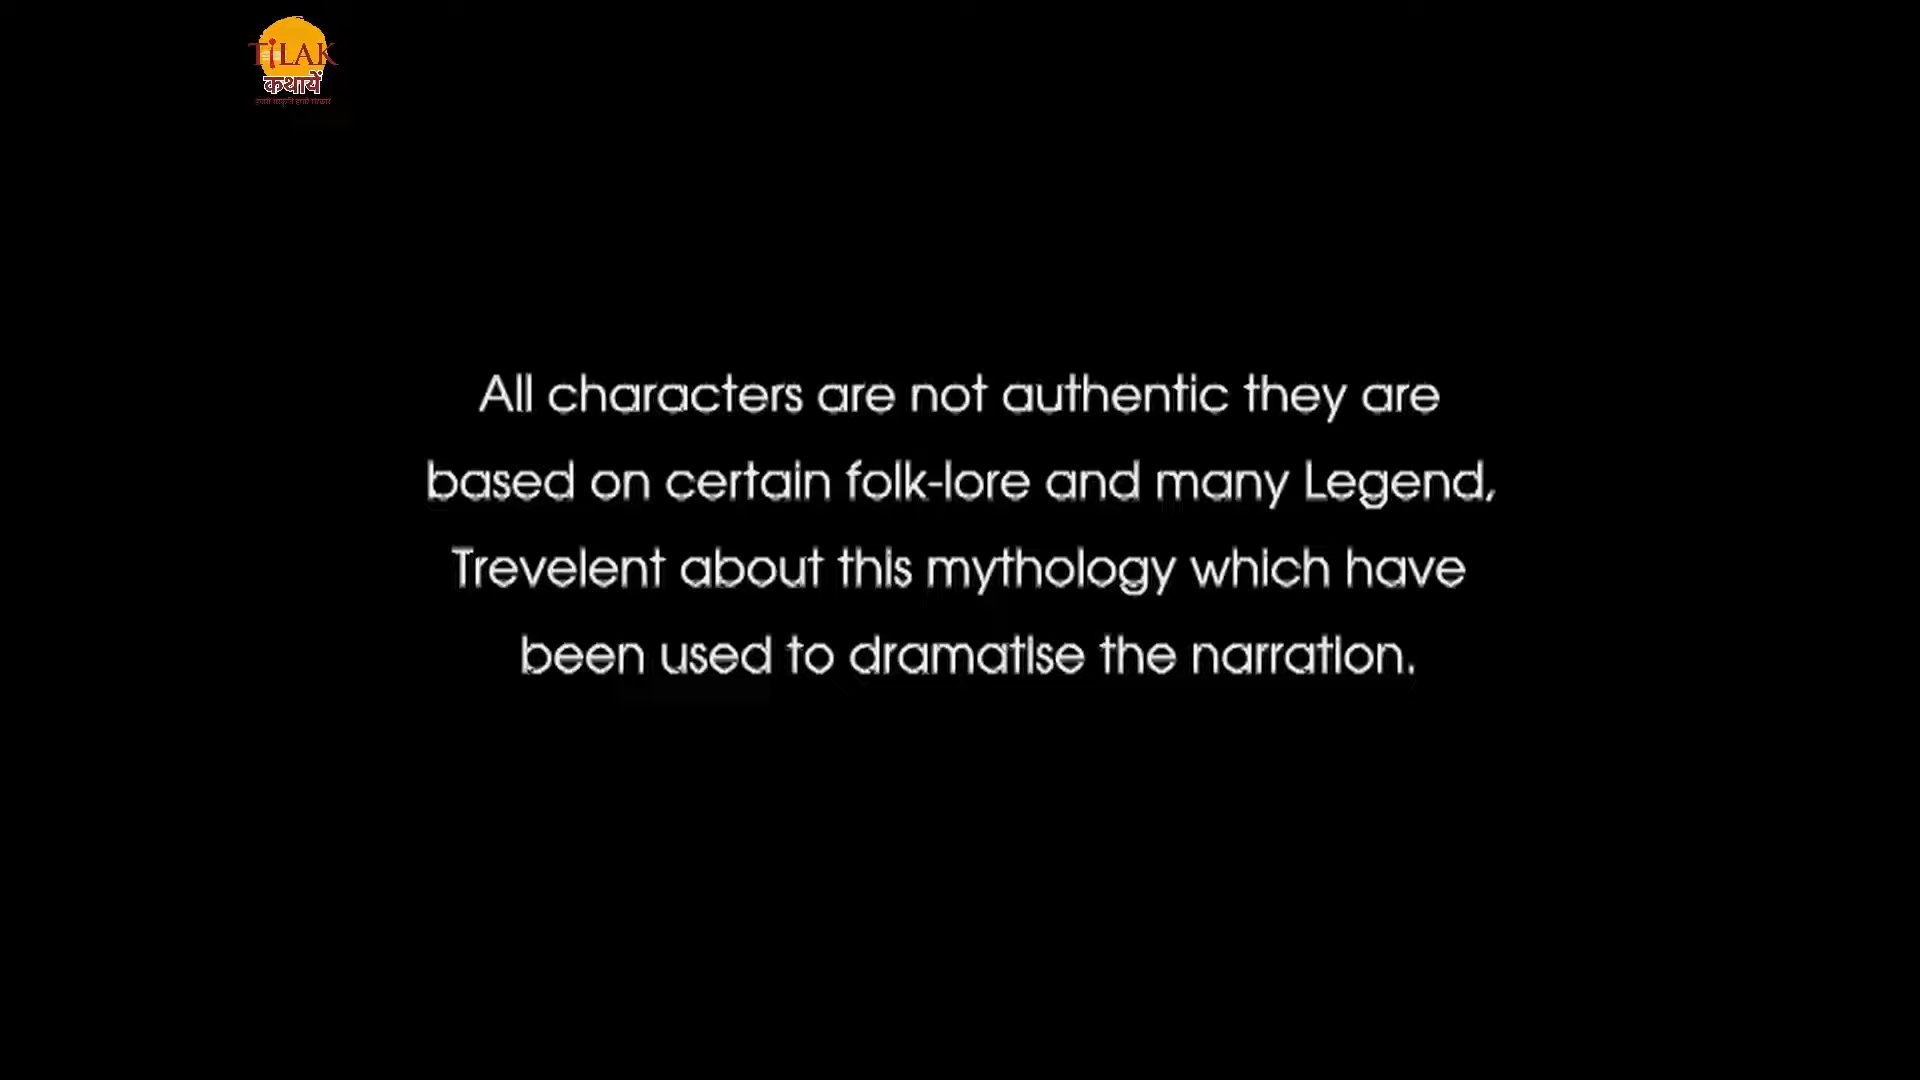 TiLAK
कथायें
All characters are not authentic they are
based on certain folk-lore and many Legend,
Trevelent about this mythology which have
been used to dramatise the narration.